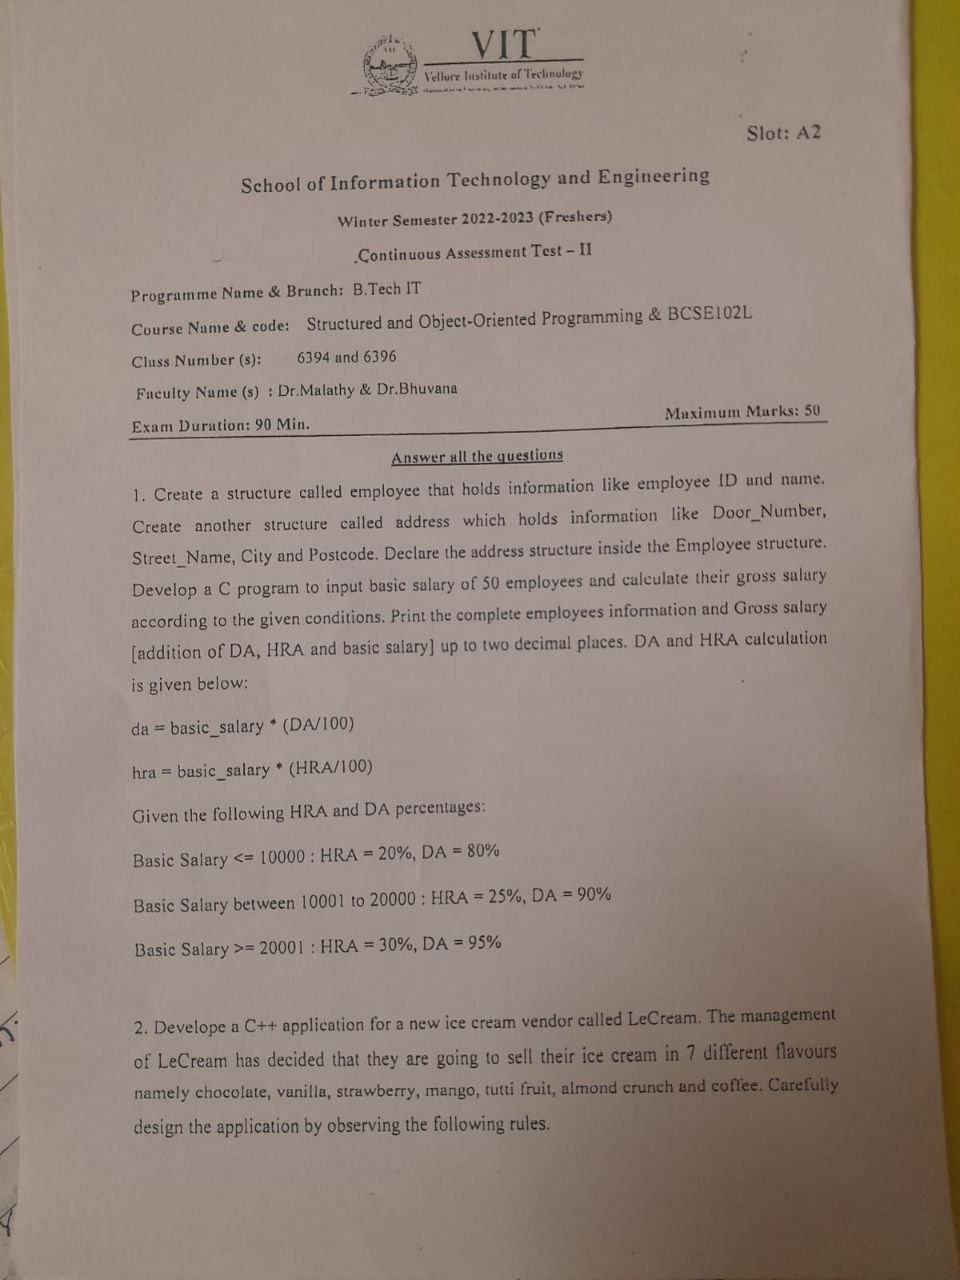 VIT
Vellore Institute of Technology
Slot: A2
School of Information Technology and Engineering
Winter Semester 2022-2023 (Freshers)
Continuous Assessment Test – II
Programme Name & Branch: B.Tech IT
Course Name & code: Structured and Object-Oriented Programming & BCSE102L
Class Number (s): 6394 and 6396
Faculty Name (s) : Dr.Malathy & Dr.Bhuvana
Exam Duration: 90 Min. Maximum Marks: 50
Answer all the questions
1. Create a structure called employee that holds information like employee ID and name.
Create another structure called address which holds information like Door_Number,
Street_Name, City and Postcode. Declare the address structure inside the Employee structure.
Develop a C program to input basic salary of 50 employees and calculate their gross salary
according to the given conditions. Print the complete employees information and Gross salary
[addition of DA, HRA and basic salary] up to two decimal places. DA and HRA calculation
is given below:
da = basic_salary * (DA/100)
hra = basic_salary * (HRA/100)
Given the following HRA and DA percentages:
Basic Salary <= 10000 : HRA = 20%, DA = 80%
Basic Salary between 10001 to 20000 : HRA = 25%, DA = 90%
Basic Salary >= 20001 : HRA = 30%, DA = 95%
2. Develope a C++ application for a new ice cream vendor called LeCream. The management
of LeCream has decided that they are going to sell their ice cream in 7 different flavours
namely chocolate, vanilla, strawberry, mango, tutti fruit, almond crunch and coffee. Carefully
design the application by observing the following rules.